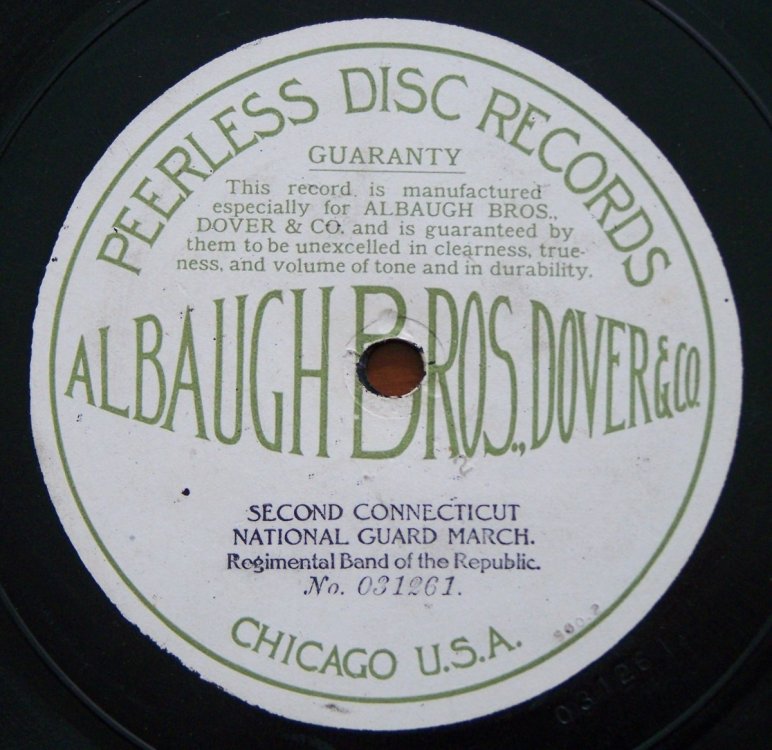 PEERLESS DISC RECORDS
GUARANTY
This record is manufactured
especially for ALBAUGH BROS.,
DOVER & CO. and is guaranteed by
them to be unexcelled in clearness, true-
ness, and volume of tone and in durability.
ALBAUGH BROS., DOVER & CO.
2
SECOND CONNECTICUT
NATIONAL GUARD MARCH.
Regimental Band of the Republic.
No. 031261.
CHICAGO U.S.A.
031261